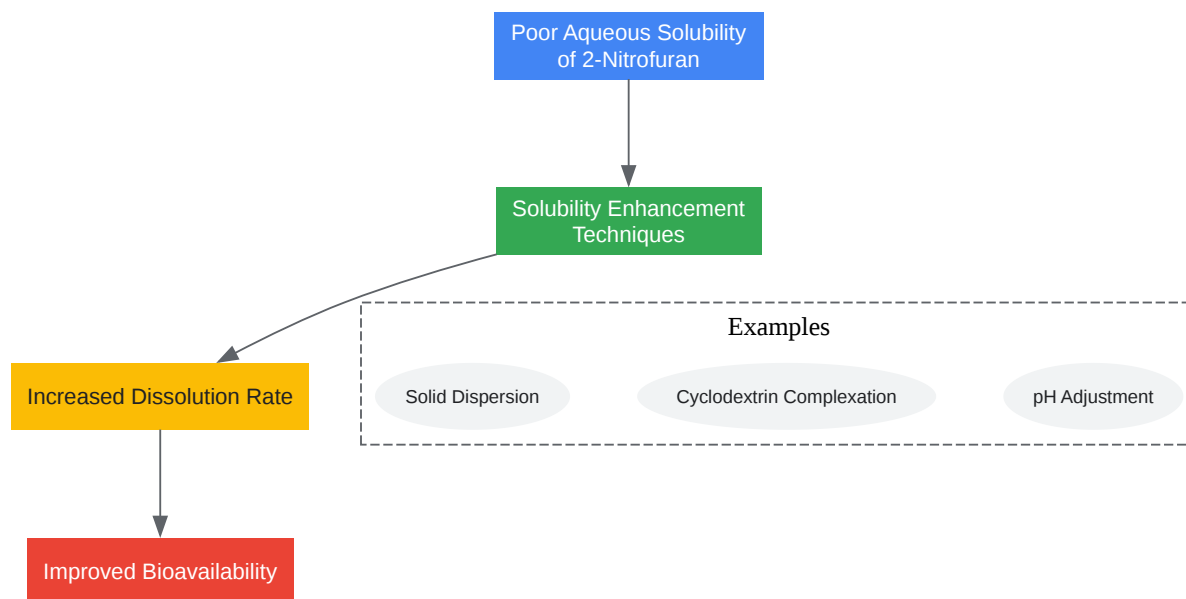 Poor Aqueous Solubility
of 2-Nitrofuran
Solubility Enhancement
Techniques
Examples
Increased Dissolution Rate
Solid Dispersion
Cyclodextrin Complexation
pH Adjustment
Improved Bioavailability